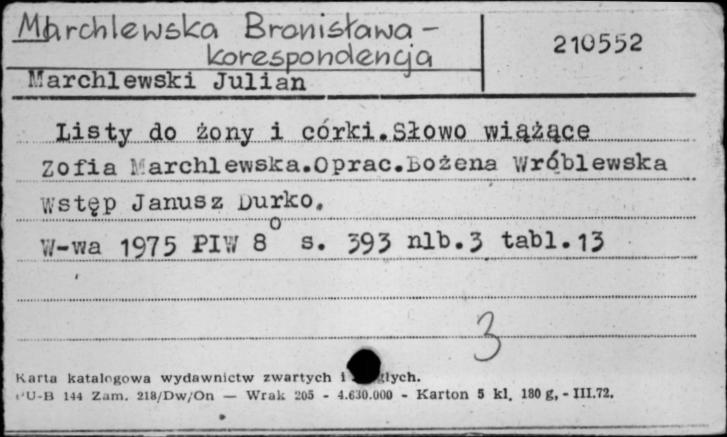 Marchlewska Bronisława -
korespondencja
210552
Marchlewski Julian
Listy do żony i córki.Słowo wiążące
Zofia Marchlewska.Oprac.Bożena Wróblewska
Wstęp Janusz Durko.
W-wa 1975 PIW 8° s. 393 nlb.3 tabl.13
3
Karta katalogowa wydawnictw zwartych i
PU-B 144 Zam. 218/Dw/On — Wrak 205 - 4.630.000 - Karton 5 kl. 180 g, - III.72.